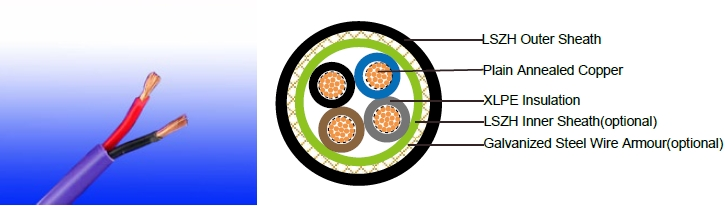 LSZH Outer Sheath
Plain Annealed Copper
XLPE Insulation
LSZH Inner Sheath(optional)
Galvanized Steel Wire Armour(optional)